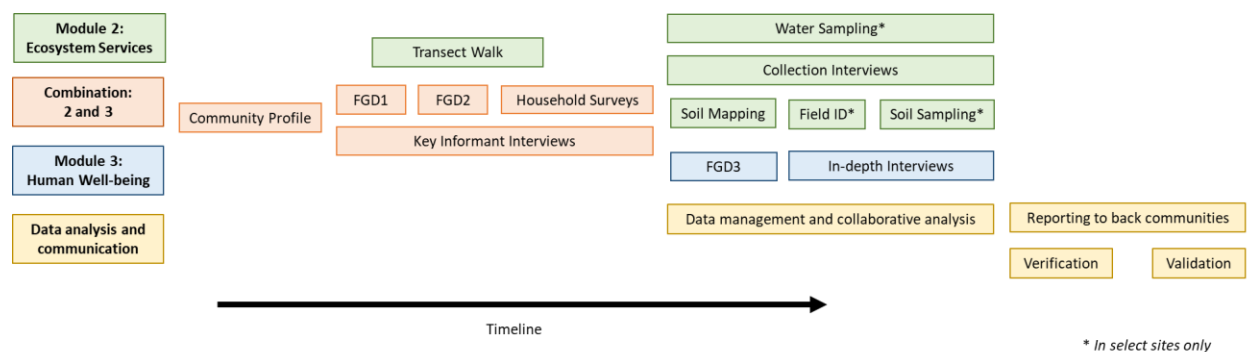 Module 2:
Ecosystem Services
Combination:
2 and 3
Module 3:
Human Well-being
Data analysis and
communication
Community Profile
Transect Walk
FGD1
FGD2
Household Surveys
Key Informant Interviews
Water Sampling*
Collection Interviews
Soil Mapping
Field ID*
Soil Sampling*
FGD3
In-depth Interviews
Data management and collaborative analysis
Reporting to back communities
Verification
Validation
Timeline
* In select sites only